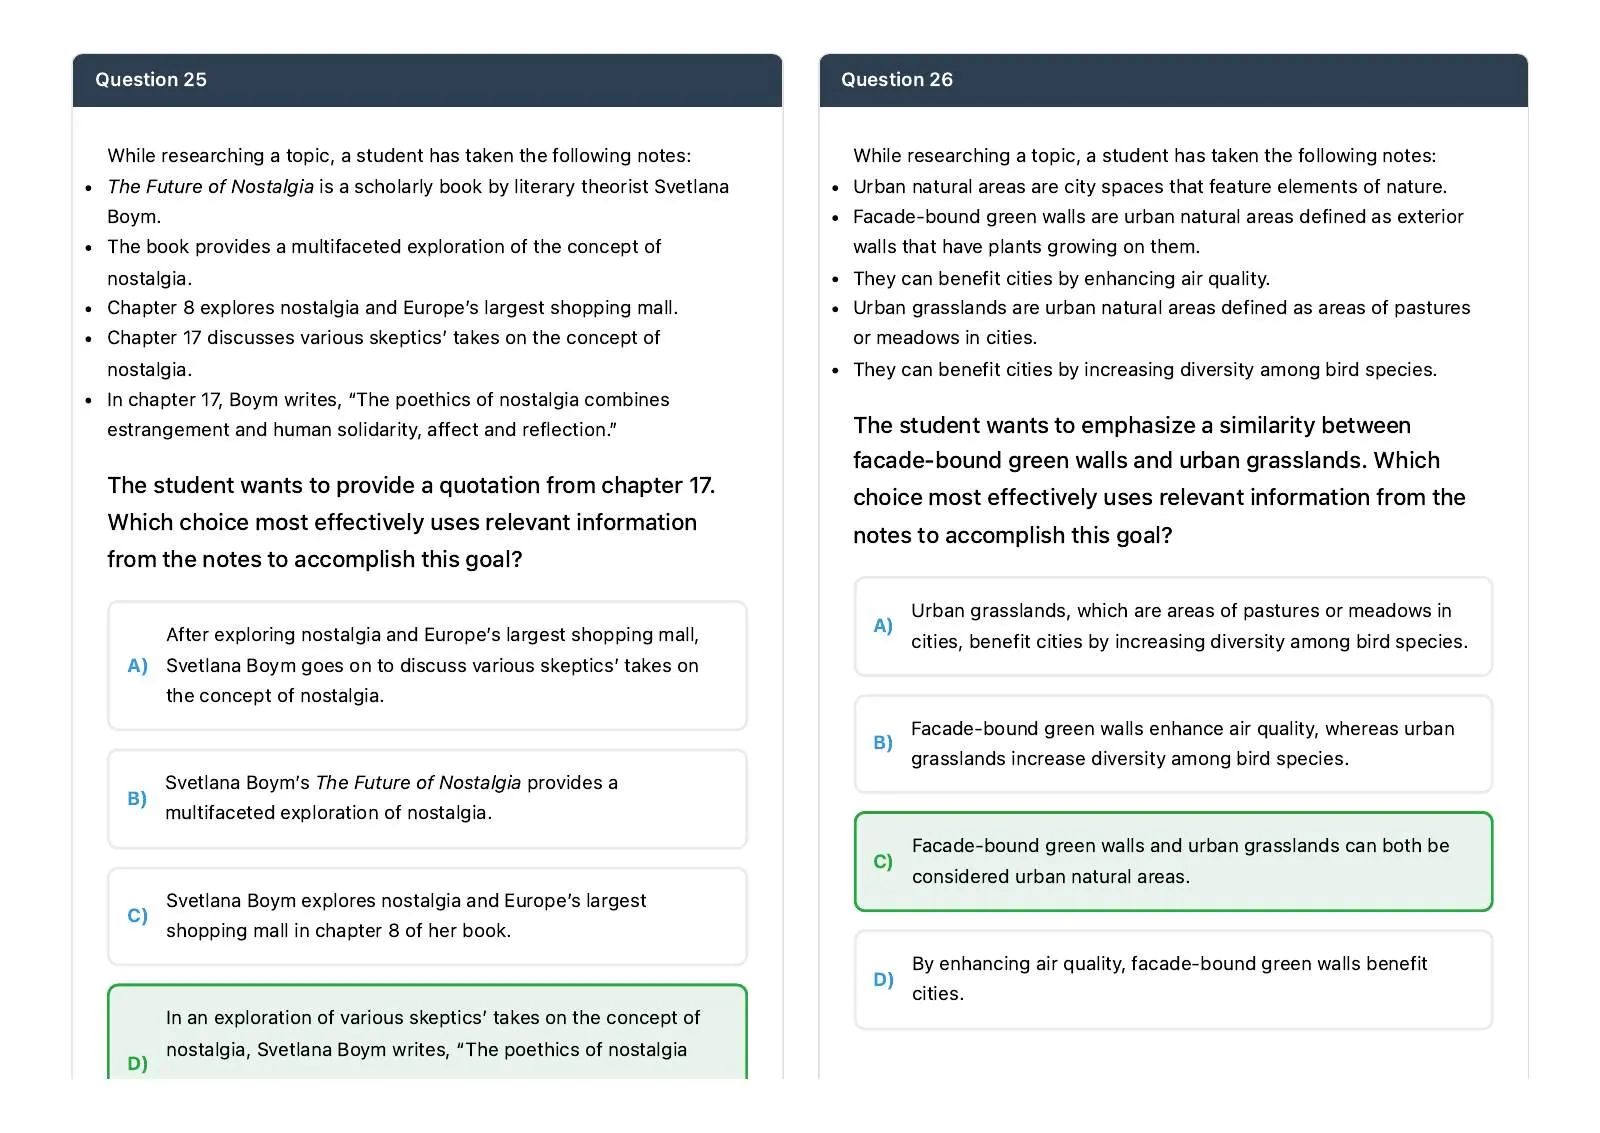 Question 25
While researching a topic, a student has taken the following notes:
• The Future of Nostalgia is a scholarly book by literary theorist Svetlana
Boym.
• The book provides a multifaceted exploration of the concept of
nostalgia.
• Chapter 8 explores nostalgia and Europe’s largest shopping mall.
• Chapter 17 discusses various skeptics’ takes on the concept of
nostalgia.
• In chapter 17, Boym writes, “The poethics of nostalgia combines
estrangement and human solidarity, affect and reflection.”
The student wants to provide a quotation from chapter 17.
Which choice most effectively uses relevant information
from the notes to accomplish this goal?
A)
After exploring nostalgia and Europe’s largest shopping mall,
Svetlana Boym goes on to discuss various skeptics’ takes on
the concept of nostalgia.
B)
Svetlana Boym’s The Future of Nostalgia provides a
multifaceted exploration of nostalgia.
C)
Svetlana Boym explores nostalgia and Europe’s largest
shopping mall in chapter 8 of her book.
D)
In an exploration of various skeptics’ takes on the concept of
nostalgia, Svetlana Boym writes, “The poethics of nostalgia
Question 26
While researching a topic, a student has taken the following notes:
• Urban natural areas are city spaces that feature elements of nature.
• Facade-bound green walls are urban natural areas defined as exterior
walls that have plants growing on them.
• They can benefit cities by enhancing air quality.
• Urban grasslands are urban natural areas defined as areas of pastures
or meadows in cities.
• They can benefit cities by increasing diversity among bird species.
The student wants to emphasize a similarity between
facade-bound green walls and urban grasslands. Which
choice most effectively uses relevant information from the
notes to accomplish this goal?
A)
Urban grasslands, which are areas of pastures or meadows in
cities, benefit cities by increasing diversity among bird species.
B)
Facade-bound green walls enhance air quality, whereas urban
grasslands increase diversity among bird species.
C)
Facade-bound green walls and urban grasslands can both be
considered urban natural areas.
D)
By enhancing air quality, facade-bound green walls benefit
cities.